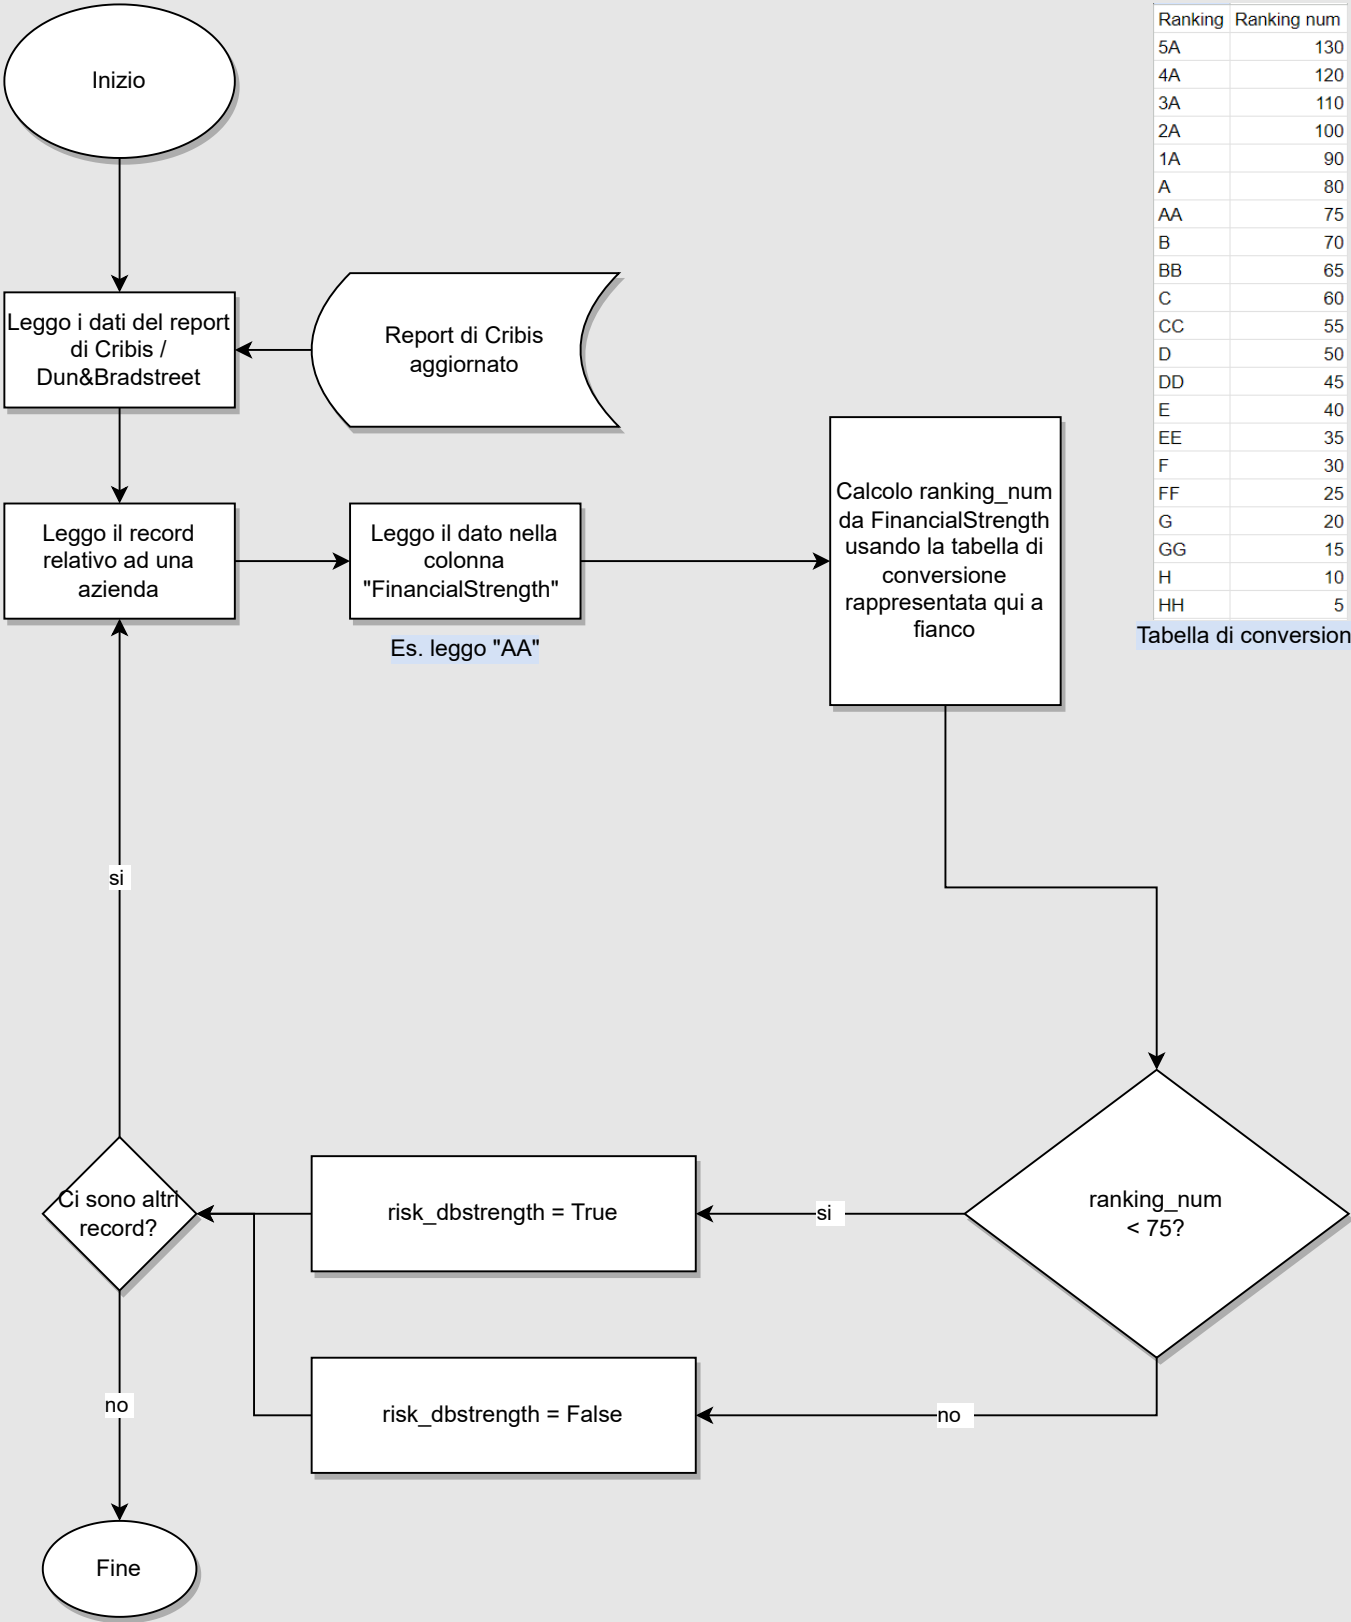 Inizio
Leggo i dati del report
di Cribis /
Dun&Bradstreet
Report di Cribis
aggiornato
Leggo il record
relativo ad una
azienda
Leggo il dato nella
colonna
"FinancialStrength"
Es. leggo "AA"
Calcolo ranking_num
da FinancialStrength
usando la tabella di
conversione
rappresentata qui a
fianco
Ranking Ranking num
5A 130
4A 120
3A 110
2A 100
1A 90
A 80
AA 75
B 70
BB 65
C 60
CC 55
D 50
DD 45
E 40
EE 35
F 30
FF 25
G 20
GG 15
H 10
HH 5
Tabella di conversion
ranking_num
< 75?
si
risk_dbstrength = True
no
risk_dbstrength = False
Ci sono altri
record?
si
no
Fine